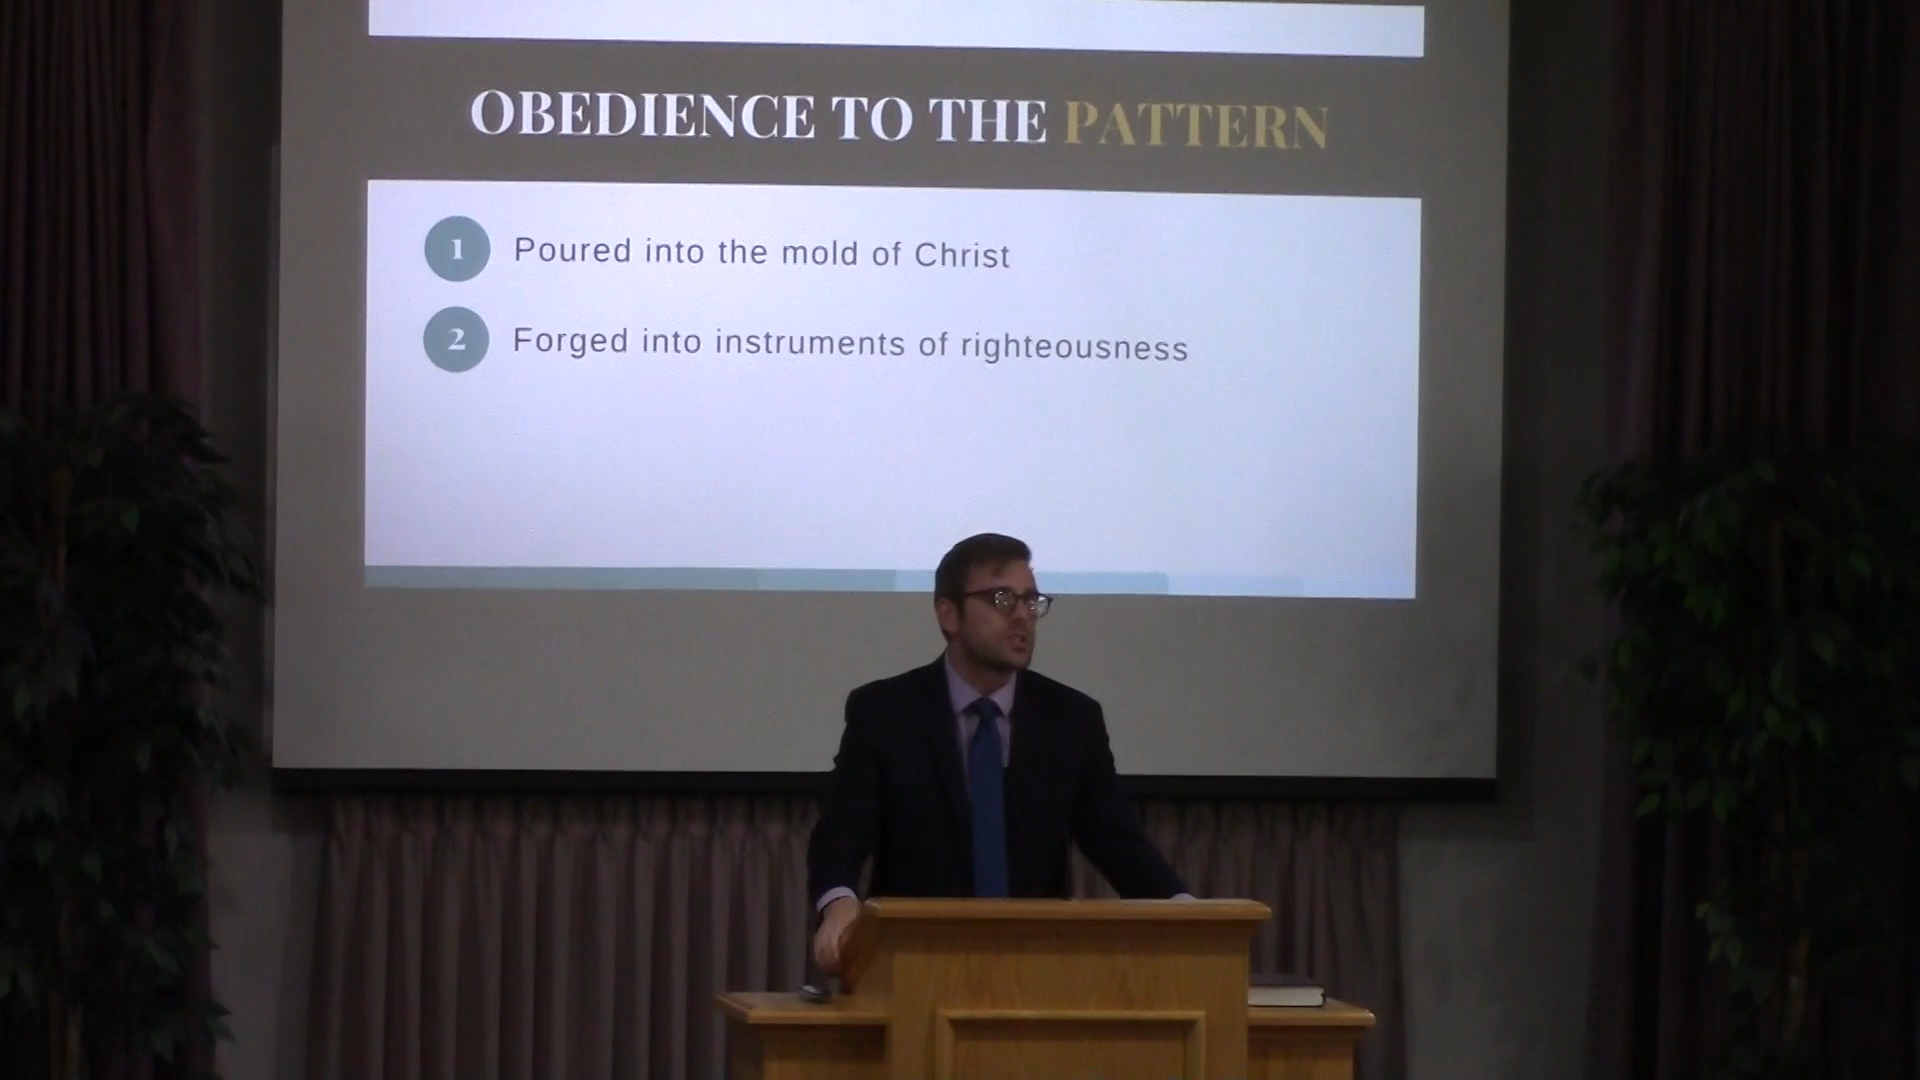 OBEDIENCE TO THE PATTERN
1 Poured into the mold of Christ
2 Forged into instruments of righteousness